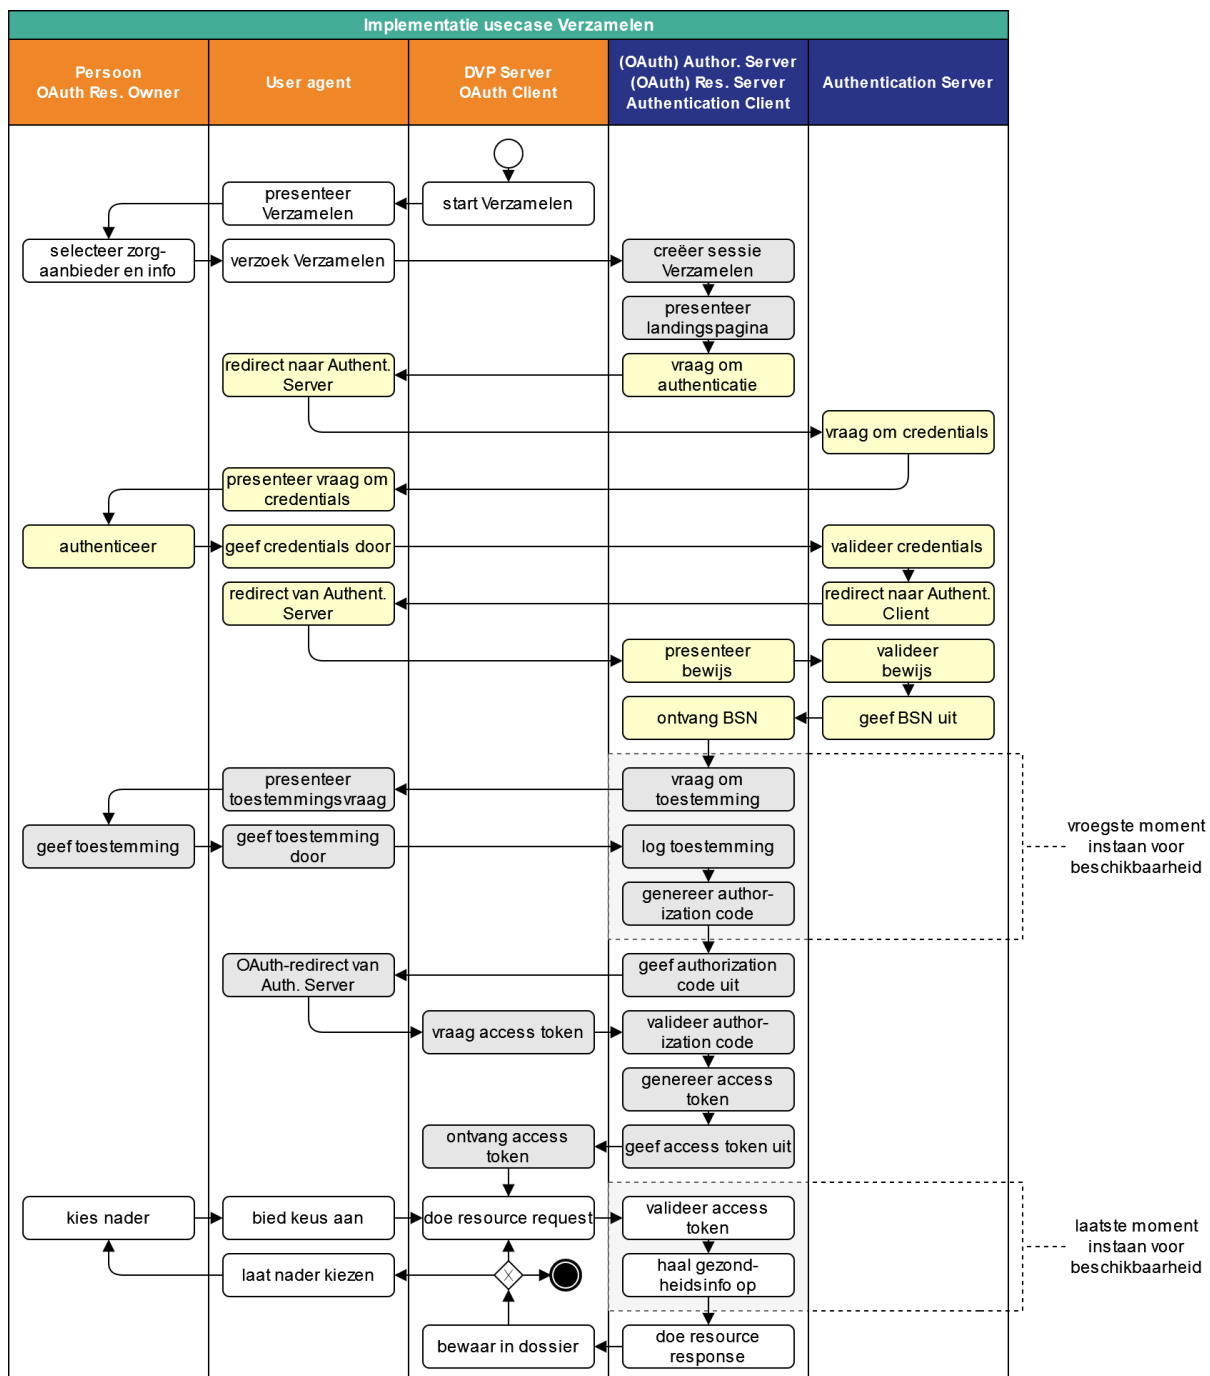 Implementatie usecase Verzamelen
Persoon
OAuth Res. Owner
User agent
DVP Server
OAuth Client
(OAuth) Author. Server
(OAuth) Res. Server
Authentication Client
Authentication Server
presenteer
Verzamelen
start Verzamelen
selecteer zorg-
aanbieder en info
verzoek Verzamelen
creëer sessie
Verzamelen
presenteer
landingspagina
redirect naar Authent.
Server
vraag om
authenticatie
vraag om credentials
presenteer vraag om
credentials
authenticeer
geef credentials door
valideer credentials
redirect van Authent.
Server
redirect naar Authent.
Client
presenteer
bewijs
valideer
bewijs
ontvang BSN
geef BSN uit
presenteer
toestemmingsvraag
vraag om
toestemming
geef toestemming
geef toestemming
door
log toestemming
vroegste moment
instaan voor
beschikbaarheid
genereer author-
ization code
OAuth-redirect van
Auth. Server
geef authorization
code uit
vraag access token
valideer author-
ization code
genereer access
token
ontvang access
token
geef access token uit
kies nader
bied keus aan
doe resource request
valideer access
token
laatste moment
instaan voor
beschikbaarheid
laat nader kiezen
X
haal gezond-
heidsinfo op
bewaar in dossier
doe resource
response